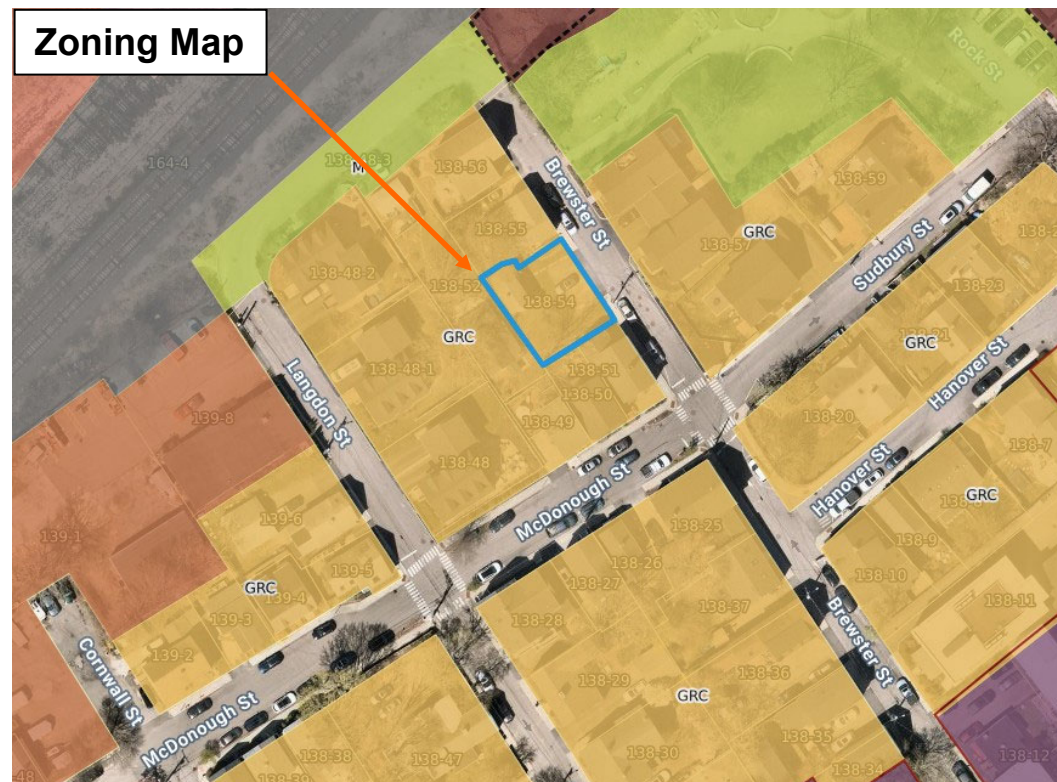 Zoning Map
Rock St
164-4
138-48-3
M
138-56
Brewster St
138-59
138-55
138-57
GRC
Sudbury St
138-48-2
138-52
138-54
138-23
GRC
Langdon St
138-48-1
138-51
138-50
138-21
GRC
Hanover St
139-8
138-49
138-20
138-48
McDonough St
138-7
Hanover St
GRC
139-1
139-6
138-25
138-9
138-26
139-5
GRC
139-4
138-27
138-10
138-11
139-3
138-28
138-37
Brewster St
139-2
138-29
138-36
Cornwall St
GRC
McDonough St
138-38
138-47
138-30
138-35
138-12
138-34